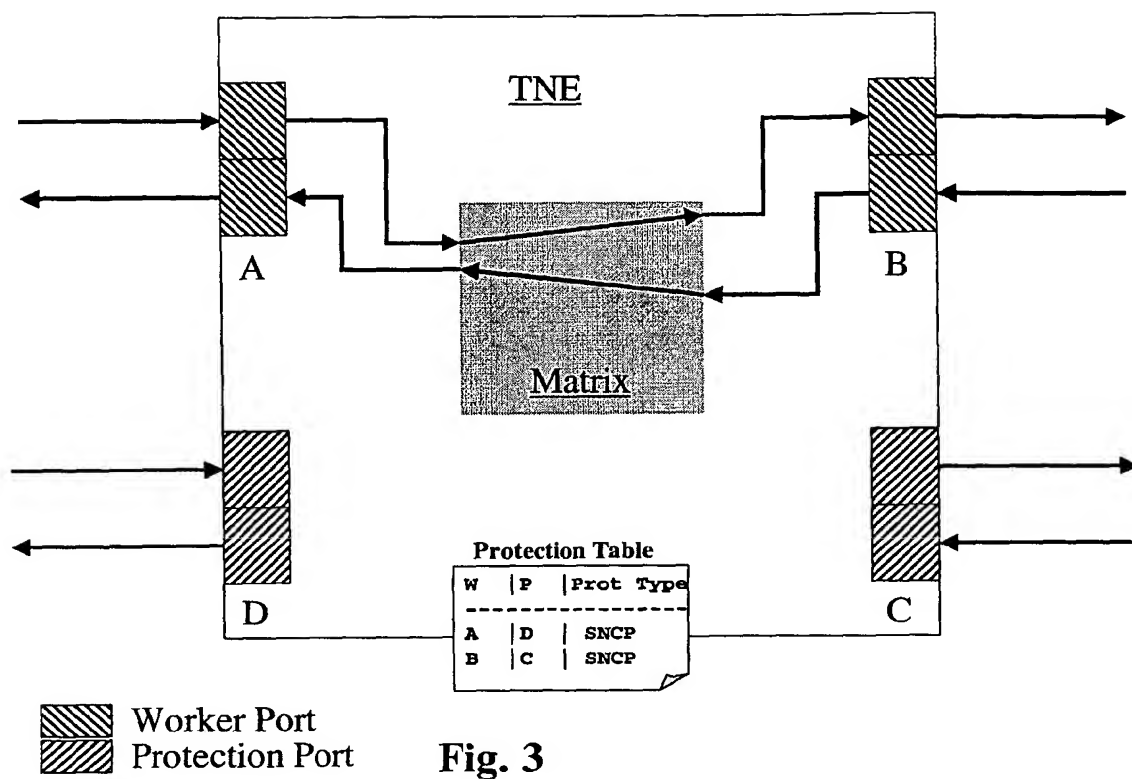 TNE
A
B
Matrix
D
C
Protection Table
W |P |Prot Type
--------------------
A |D | SNCP
B |C | SNCP
Worker Port
Protection Port
Fig. 3